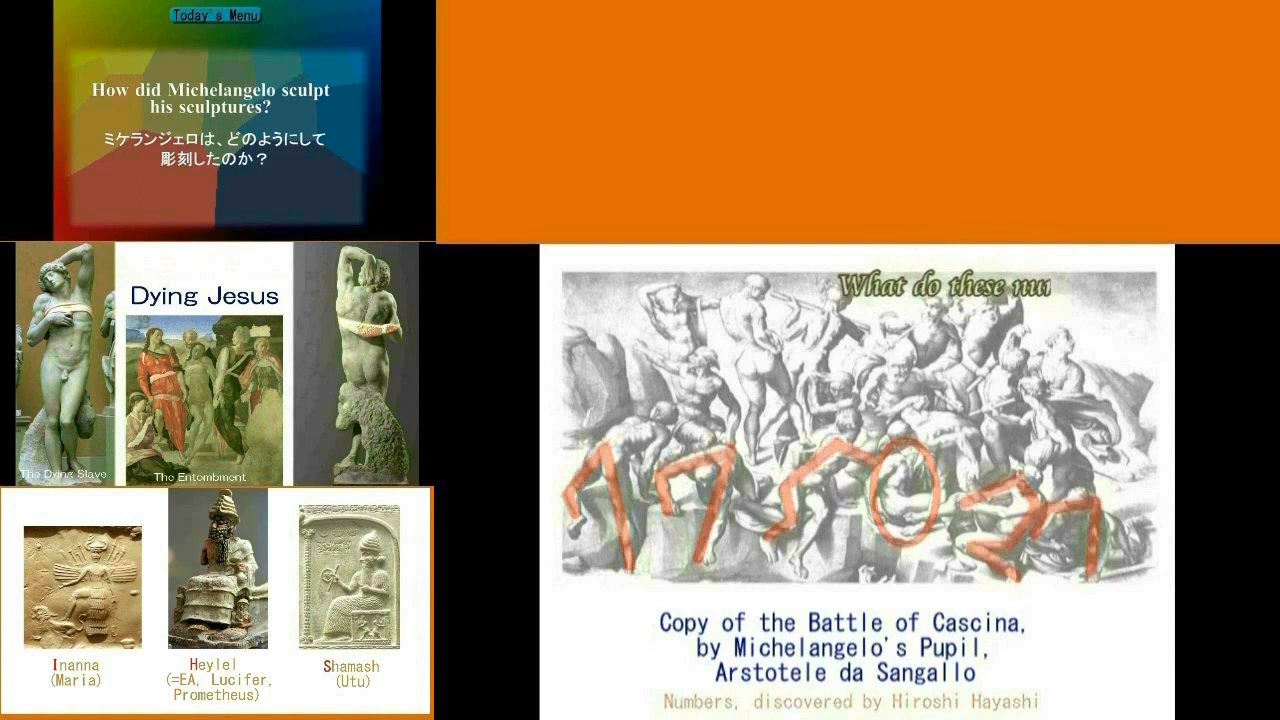 Today's Menu
How did Michelangelo sculpt
his sculptures?
ミケランジェロは、どのようにして
彫刻したのか？
Dying Jesus
The Dying Slave
The Entombment
Inanna
(Maria)
Heylel
(=EA, Lucifer,
Prometheus)
Shamash
(Utu)
What do these nu
Copy of the Battle of Cascina,
by Michelangelo's Pupil,
Arstotele da Sangallo
Numbers, discovered by Hiroshi Hayashi